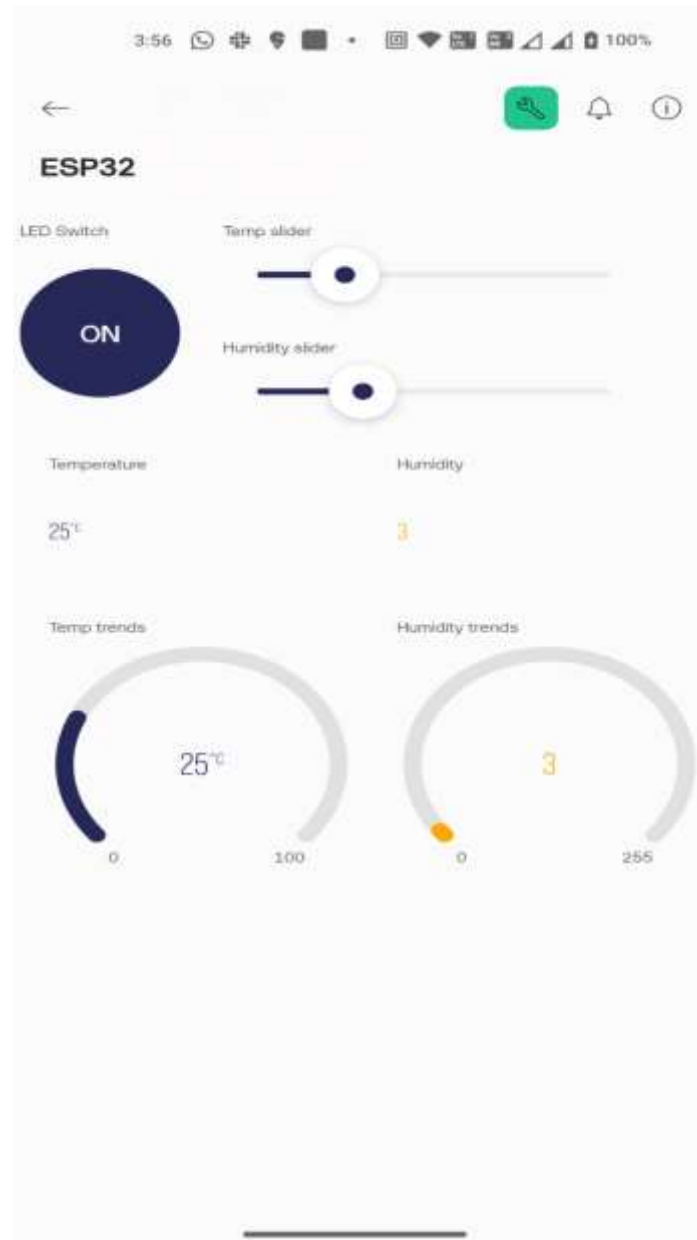 3:56 100%
ESP32
LED Switch Temp slider
ON
Humidity slider
Temperature Humidity
25°C 3
Temp trends Humidity trends
25°C 3
0 100 0 255